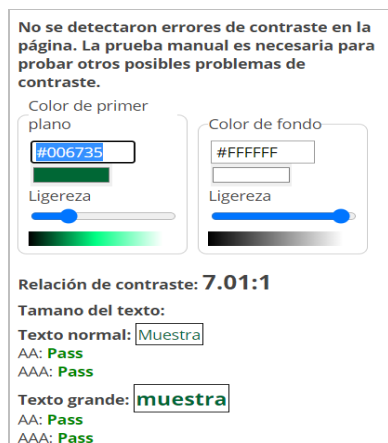 No se detectaron errores de contraste en la
página. La prueba manual es necesaria para
probar otros posibles problemas de
contraste.
Color de primer
plano
#006735
Ligereza
Color de fondo
#FFFFFF
Ligereza
Relación de contraste: 7.01:1
Tamano del texto:
Texto normal: Muestra
AA: Pass
AAA: Pass
Texto grande: muestra
AA: Pass
AAA: Pass